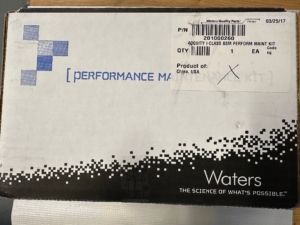 03/25/17
P/N
201000260
ACQUITY I-CLASS BSM PERFORM MAINT KIT
QTY
1
EA
Product of:
USA
X
[PERFORMANCE MA
Waters
THE SCIENCE OF WHAT'S POSSIBLE.™